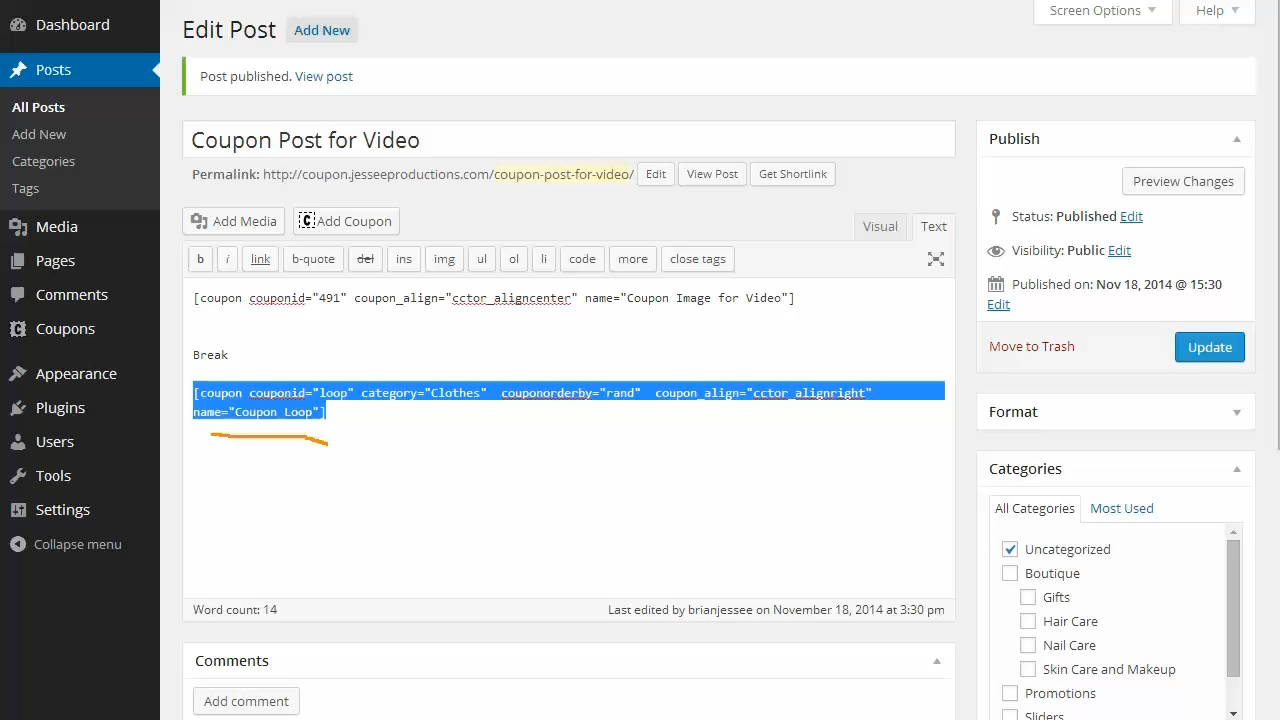 Dashboard
Posts
All Posts
Add New
Categories
Tags
Media
Pages
Comments
Coupons
Appearance
Plugins
Users
Tools
Settings
Collapse menu
Screen Options
Help
Edit Post
Add New
Post published. View post
Coupon Post for Video
Permalink: http://coupon.jesseeproductions.com/coupon-post-for-video/
Edit
View Post
Get Shortlink
Add Media
Add Coupon
Visual
Text
b
i
link
b-quote
del
ins
img
ul
ol
li
code
more
close tags
[coupon couponid="491" coupon_align="cctor_aligncenter" name="Coupon Image for Video"]
Break
[coupon couponid="loop" category="Clothes"  couponorderby="rand"  coupon_align="cctor_alignright"
name="Coupon Loop"]
Word count: 14
Last edited by brianjessee on November 18, 2014 at 3:30 pm
Comments
Add comment
Publish
Preview Changes
Status: Published Edit
Visibility: Public Edit
Published on: Nov 18, 2014 @ 15:30
Edit
Move to Trash
Update
Format
Categories
All Categories
Most Used
Uncategorized
Boutique
Gifts
Hair Care
Nail Care
Skin Care and Makeup
Promotions
Sliders